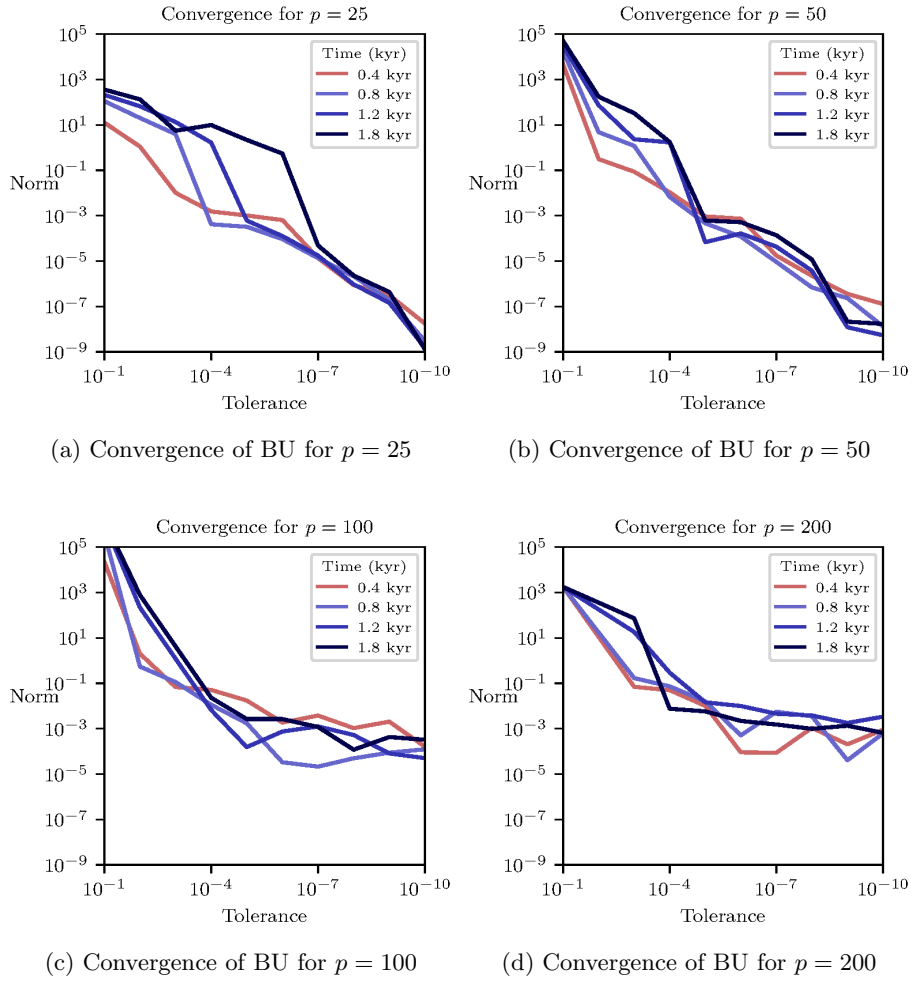 Convergence for p = 25
10^5
10^3
10^1
10^−1
10^−3
10^−5
10^−7
10^−9
Norm
Time (kyr)
0.4 kyr
0.8 kyr
1.2 kyr
1.8 kyr
10^−1 10^−4 10^−7 10^−10
Tolerance
(a) Convergence of BU for p = 25
Convergence for p = 50
10^5
10^3
10^1
10^−1
10^−3
10^−5
10^−7
10^−9
Norm
Time (kyr)
0.4 kyr
0.8 kyr
1.2 kyr
1.8 kyr
10^−1 10^−4 10^−7 10^−10
Tolerance
(b) Convergence of BU for p = 50
Convergence for p = 100
10^5
10^3
10^1
10^−1
10^−3
10^−5
10^−7
10^−9
Norm
Time (kyr)
0.4 kyr
0.8 kyr
1.2 kyr
1.8 kyr
10^−1 10^−4 10^−7 10^−10
Tolerance
(c) Convergence of BU for p = 100
Convergence for p = 200
10^5
10^3
10^1
10^−1
10^−3
10^−5
10^−7
10^−9
Norm
Time (kyr)
0.4 kyr
0.8 kyr
1.2 kyr
1.8 kyr
10^−1 10^−4 10^−7 10^−10
Tolerance
(d) Convergence of BU for p = 200